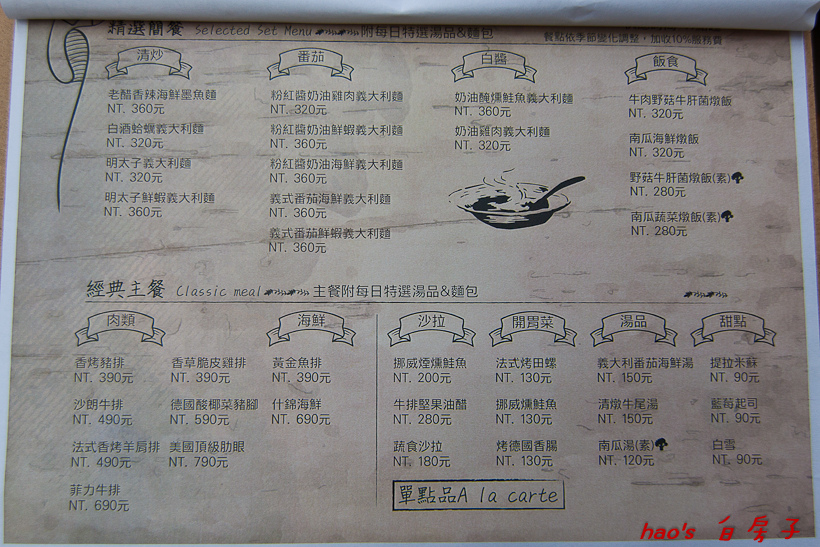 精選簡餐 Selected Set Menu 附每日特選湯品&麵包
餐點依季節變化調整，加收10%服務費
清炒
老醋香辣海鮮墨魚麵
NT. 360元
白酒蛤蠣義大利麵
NT. 320元
明太子義大利麵
NT. 320元
明太子鮮蝦義大利麵
NT. 360元
番茄
粉紅醬奶油雞肉義大利麵
NT. 320元
粉紅醬奶油鮮蝦義大利麵
NT. 360元
粉紅醬奶油海鮮義大利麵
NT. 360元
義式番茄海鮮義大利麵
NT. 360元
義式番茄鮮蝦義大利麵
NT. 360元
白醬
奶油醃燻鮭魚義大利麵
NT. 360元
奶油雞肉義大利麵
NT. 320元
飯食
牛肉野菇牛肝菌燉飯
NT. 320元
南瓜海鮮燉飯
NT. 320元
野菇牛肝菌燉飯(素)
NT. 280元
南瓜蔬菜燉飯(素)
NT. 280元
經典主餐 Classic meal 主餐附每日特選湯品&麵包
肉類
香烤豬排
NT. 390元
沙朗牛排
NT. 490元
法式香烤羊肩排
NT. 490元
菲力牛排
NT. 690元
香草脆皮雞排
NT. 390元
德國酸椰菜豬腳
NT. 590元
美國頂級肋眼
NT. 790元
海鮮
黃金魚排
NT. 390元
什錦海鮮
NT. 690元
沙拉
挪威煙燻鮭魚
NT. 200元
牛排堅果油醋
NT. 280元
蔬食沙拉
NT. 180元
開胃菜
法式烤田螺
NT. 130元
挪威燻鮭魚
NT. 130元
烤德國香腸
NT. 130元
湯品
義大利番茄海鮮湯
NT. 150元
清燉牛尾湯
NT. 150元
南瓜湯(素)
NT. 120元
甜點
提拉米蘇
NT. 90元
藍莓起司
NT. 90元
白雪
NT. 90元
單點品A la carte
hao's 白房子